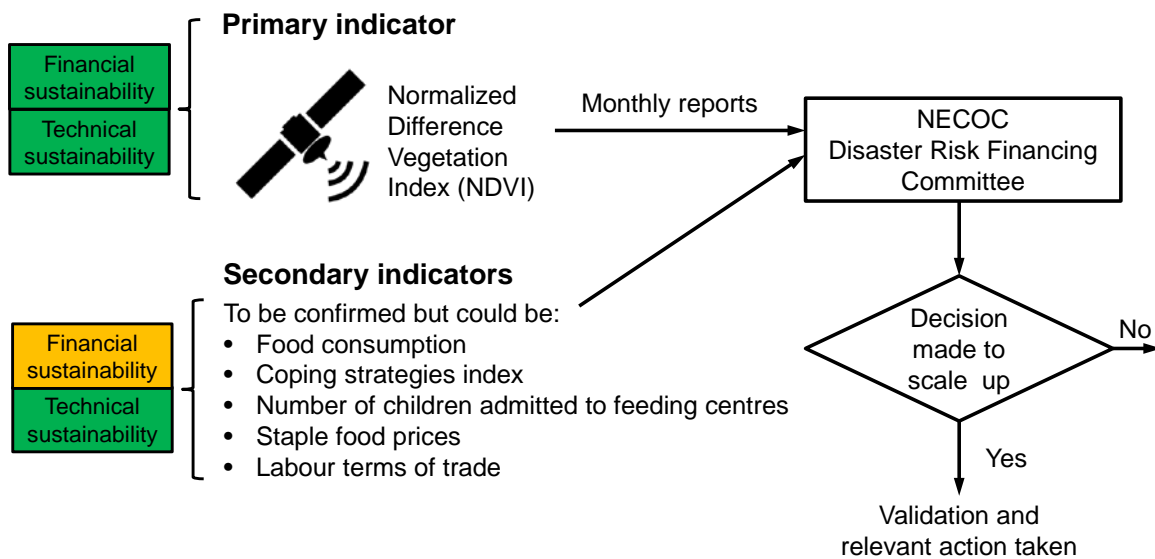 Primary indicator
Financial
sustainability
Technical
sustainability
Normalized
Difference
Vegetation
Index (NDVI)
Monthly reports
NECOC
Disaster Risk Financing
Committee
Secondary indicators
To be confirmed but could be:
• Food consumption
• Coping strategies index
• Number of children admitted to feeding centres
• Staple food prices
• Labour terms of trade
Financial
sustainability
Technical
sustainability
Decision
made to
scale up
No
Yes
Validation and
relevant action taken